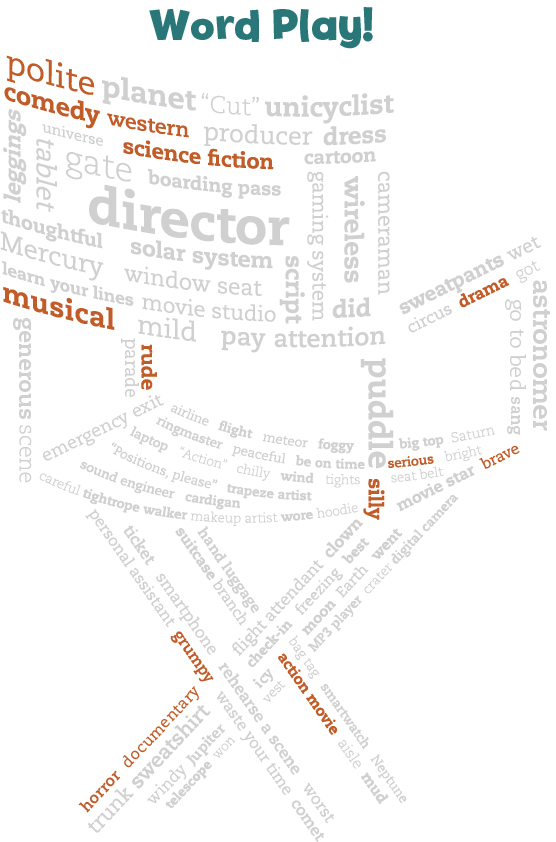 Word Play!
polite planet “Cut” unicyclist
comedy western producer dress
universe science fiction cartoon
leggings tablet gate boarding pass gaming system wireless cameraman
director
thoughtful solar system script
Mercury window seat
learn your lines movie studio did
musical mild pay attention
circus sweatpants wet
drama got
go to bed astronomer
generous parade rude puddle sang
scene emergency exit airline flight meteor foggy big top Saturn
laptop ringmaster peaceful be on time serious bright brave
“Positions, please” “Action” chilly wind tights seat belt movie star
sound engineer cardigan trapeze artist silly
careful tightrope walker makeup artist wore hoodie
personal assistant ticket suitcase hand luggage clown best went digital camera
smartphone branch flight attendant freezing Earth crater
check-in moon MP3 player
grumpy rehearse a scene icy bag tag
action movie vest smartwatch
horror documentary waste your time aisle Neptune
trunk sweatshirt mud
windy Jupiter worst
telescope won comet